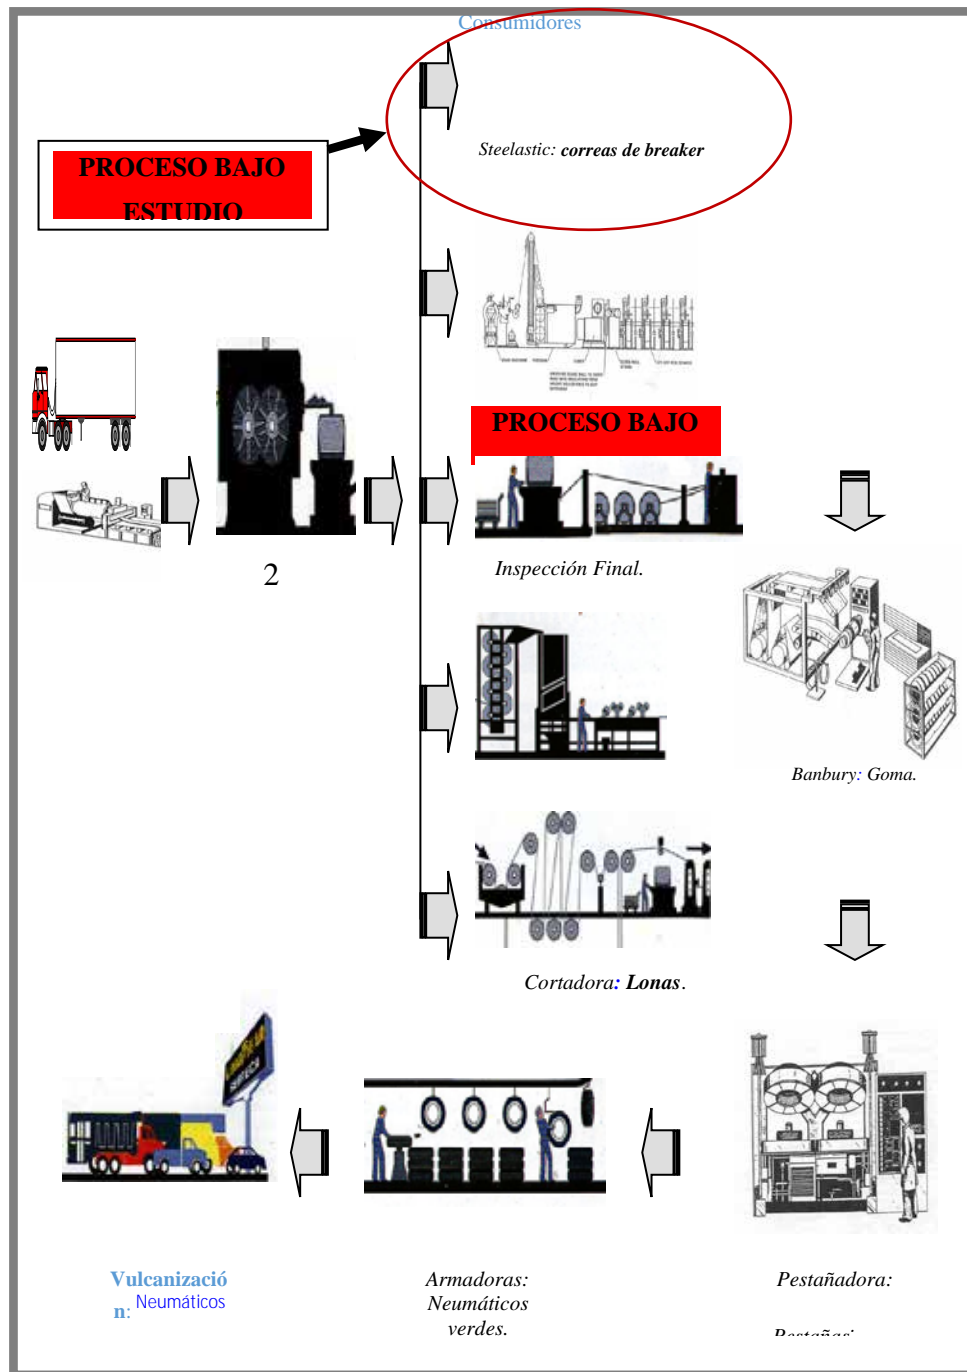 Consumidores
Steelastic: correas de breaker
PROCESO BAJO
ESTUDIO
PROCESO BAJO
2
Inspección Final.
Banbury: Goma.
Cortadora: Lonas.
Vulcanizació
n: Neumáticos
Armadoras:
Neumáticos
verdes.
Pestañadora:
Pestañas